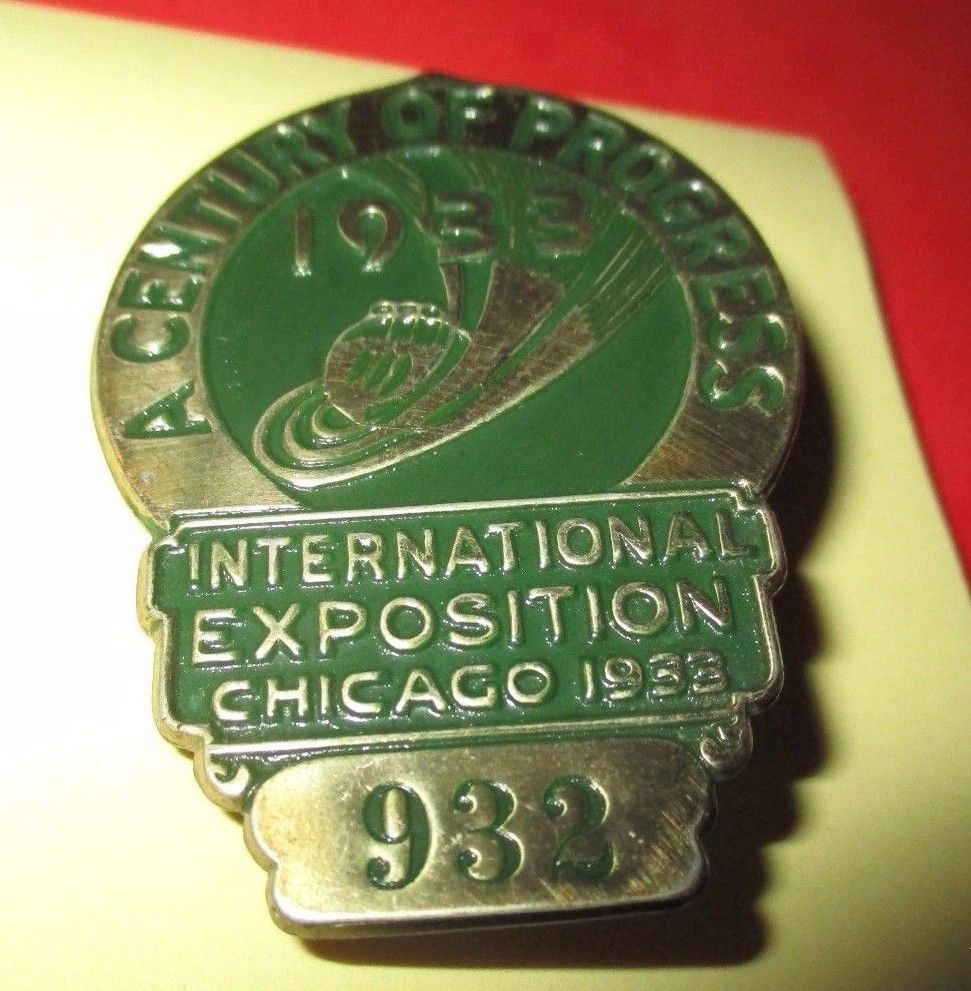 A CENTURY OF PROGRESS
1933
INTERNATIONAL
EXPOSITION
CHICAGO 1933
932